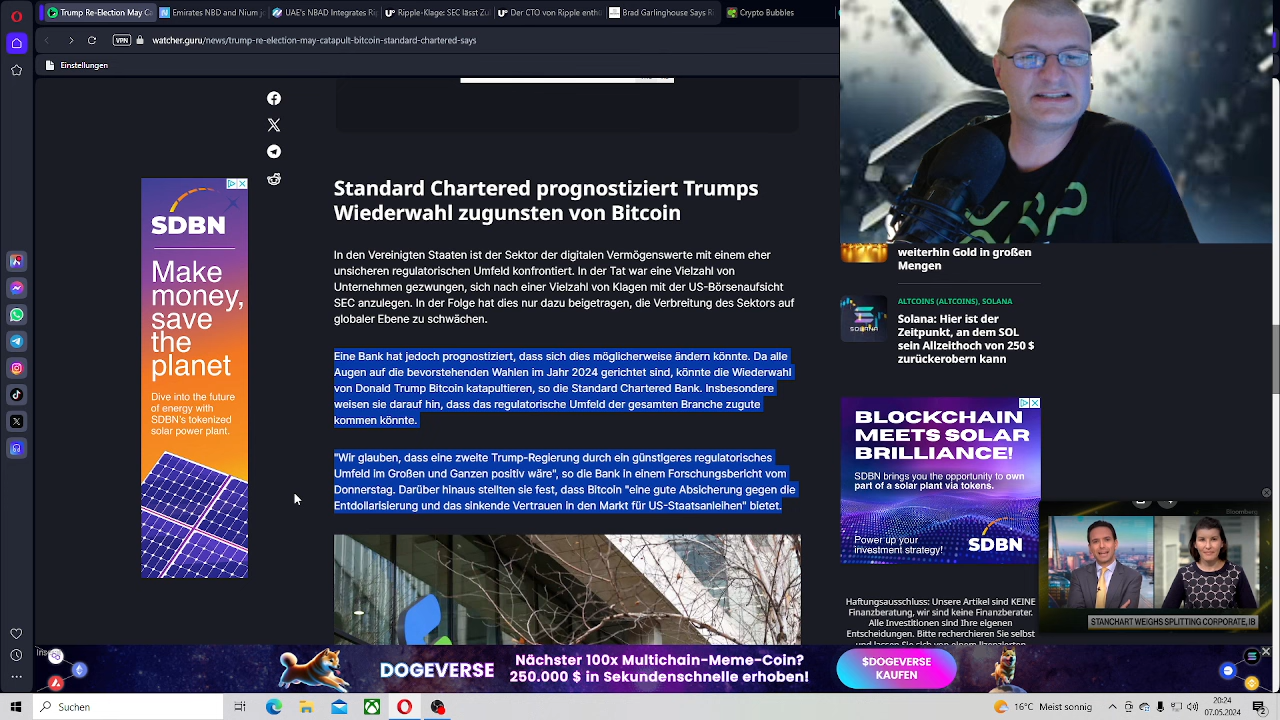 Trump Re-Election May Ca
Emirates NBD and Nium j
UAE's NBAD Integrates Ri
Ripple-Klage: SEC lässt Zu
Der CTO von Ripple enth
Brad Garlinghouse Says R
Crypto Bubbles
VPN
watcher.guru/news/trump-re-election-may-catapult-bitcoin-standard-chartered-says
Einstellungen
Standard Chartered prognostiziert Trumps
Wiederwahl zugunsten von Bitcoin
In den Vereinigten Staaten ist der Sektor der digitalen Vermögenswerte mit einem eher
unsicheren regulatorischen Umfeld konfrontiert. In der Tat war eine Vielzahl von
Unternehmen gezwungen, sich nach einer Vielzahl von Klagen mit der US-Börsenaufsicht
SEC anzulegen. In der Folge hat dies nur dazu beigetragen, die Verbreitung des Sektors auf
globaler Ebene zu schwächen.
Eine Bank hat jedoch prognostiziert, dass sich dies möglicherweise ändern könnte. Da alle
Augen auf die bevorstehenden Wahlen im Jahr 2024 gerichtet sind, könnte die Wiederwahl
von Donald Trump Bitcoin katapultieren, so die Standard Chartered Bank. Insbesondere
weisen sie darauf hin, dass das regulatorische Umfeld der gesamten Branche zugute
kommen könnte.
"Wir glauben, dass eine zweite Trump-Regierung durch ein günstigeres regulatorisches
Umfeld im Großen und Ganzen positiv wäre", so die Bank in einem Forschungsbericht vom
Donnerstag. Darüber hinaus stellten sie fest, dass Bitcoin "eine gute Absicherung gegen die
Entdollarisierung und das sinkende Vertrauen in den Markt für US-Staatsanleihen" bietet.
SDBN
Make
money,
save
the
planet
Dive into the future
of energy with
SDBN's tokenized
solar power plant.
weiterhin Gold in großen
Mengen
SOLANA
ALTCOINS (ALTCOINS), SOLANA
Solana: Hier ist der
Zeitpunkt, an dem SOL
sein Allzeithoch von 250 $
zurückerobern kann
BLOCKCHAIN
MEETS SOLAR
BRILLIANCE!
SDBN brings you the opportunity to own
part of a solar plant via tokens.
Power up your
investment strategy!
SDBN
Haftungsausschluss: Unsere Artikel sind KEINE
Finanzberatung, wir sind keine Finanzberater.
Alle Investitionen sind Ihre eigenen
Entscheidungen. Bitte recherchieren Sie selbst
Bloomberg
STANCHART WEIGHS SPLITTING CORPORATE, IB
DOGEVERSE
Nächster 100x Multichain-Meme-Coin?
250.000 $ in Sekundenschnelle erhoben!
$DOGEVERSE
KAUFEN
Suchen
16°C Meist sonnig
20:24
07.05.2024
2